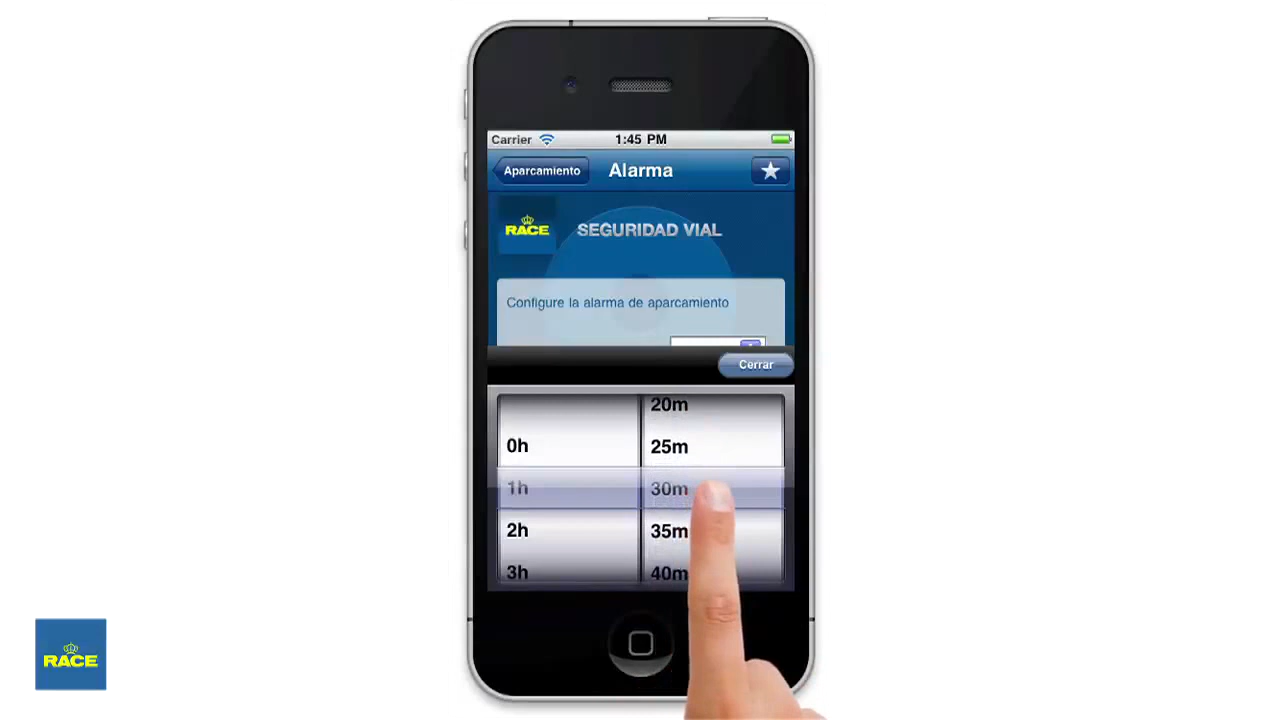 Carrier 1:45 PM
Aparcamiento Alarma
RACE SEGURIDAD VIAL
Configure la alarma de aparcamiento
Cerrar
20m
0h 25m
1h 30m
2h 35m
3h 40m
RACE